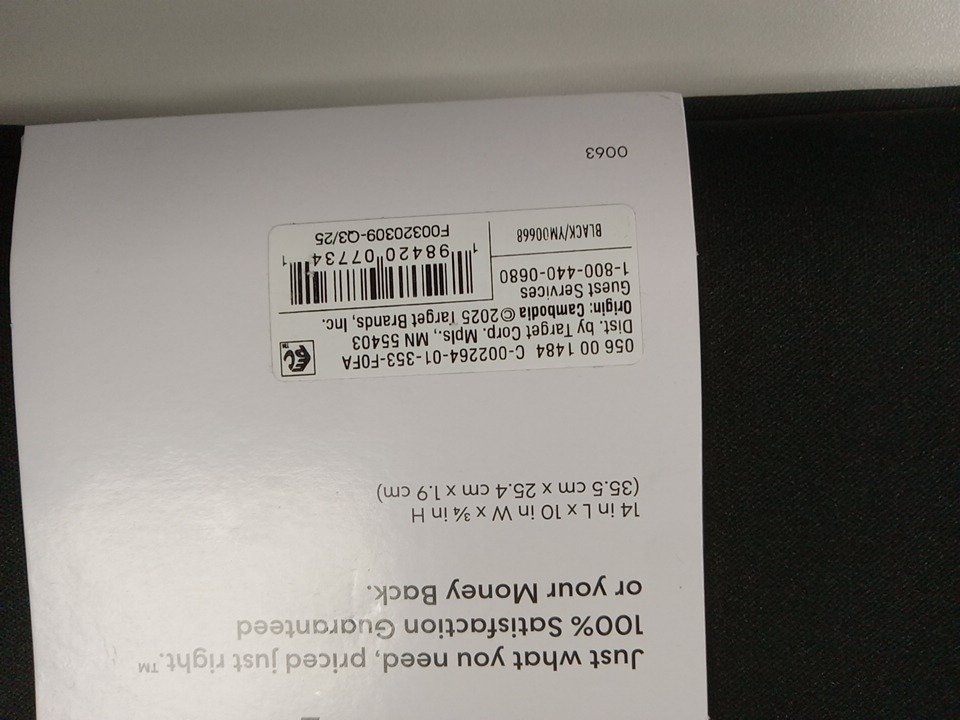 Just what you need, priced just right.™
100% Satisfaction Guaranteed
or your Money Back.
14 in L x 10 in W x ¾ in H
(35.5 cm x 25.4 cm x 1.9 cm)
056 00 1484 C-002264-01-353-F0FA
Dist. by Target Corp. Mpls., MN 55403
Origin: Cambodia © 2025 Target Brands, Inc.
Guest Services
1-800-440-0680
BLACK/YM00668
1 98420 07734 1
F00320309-Q3/25
0063